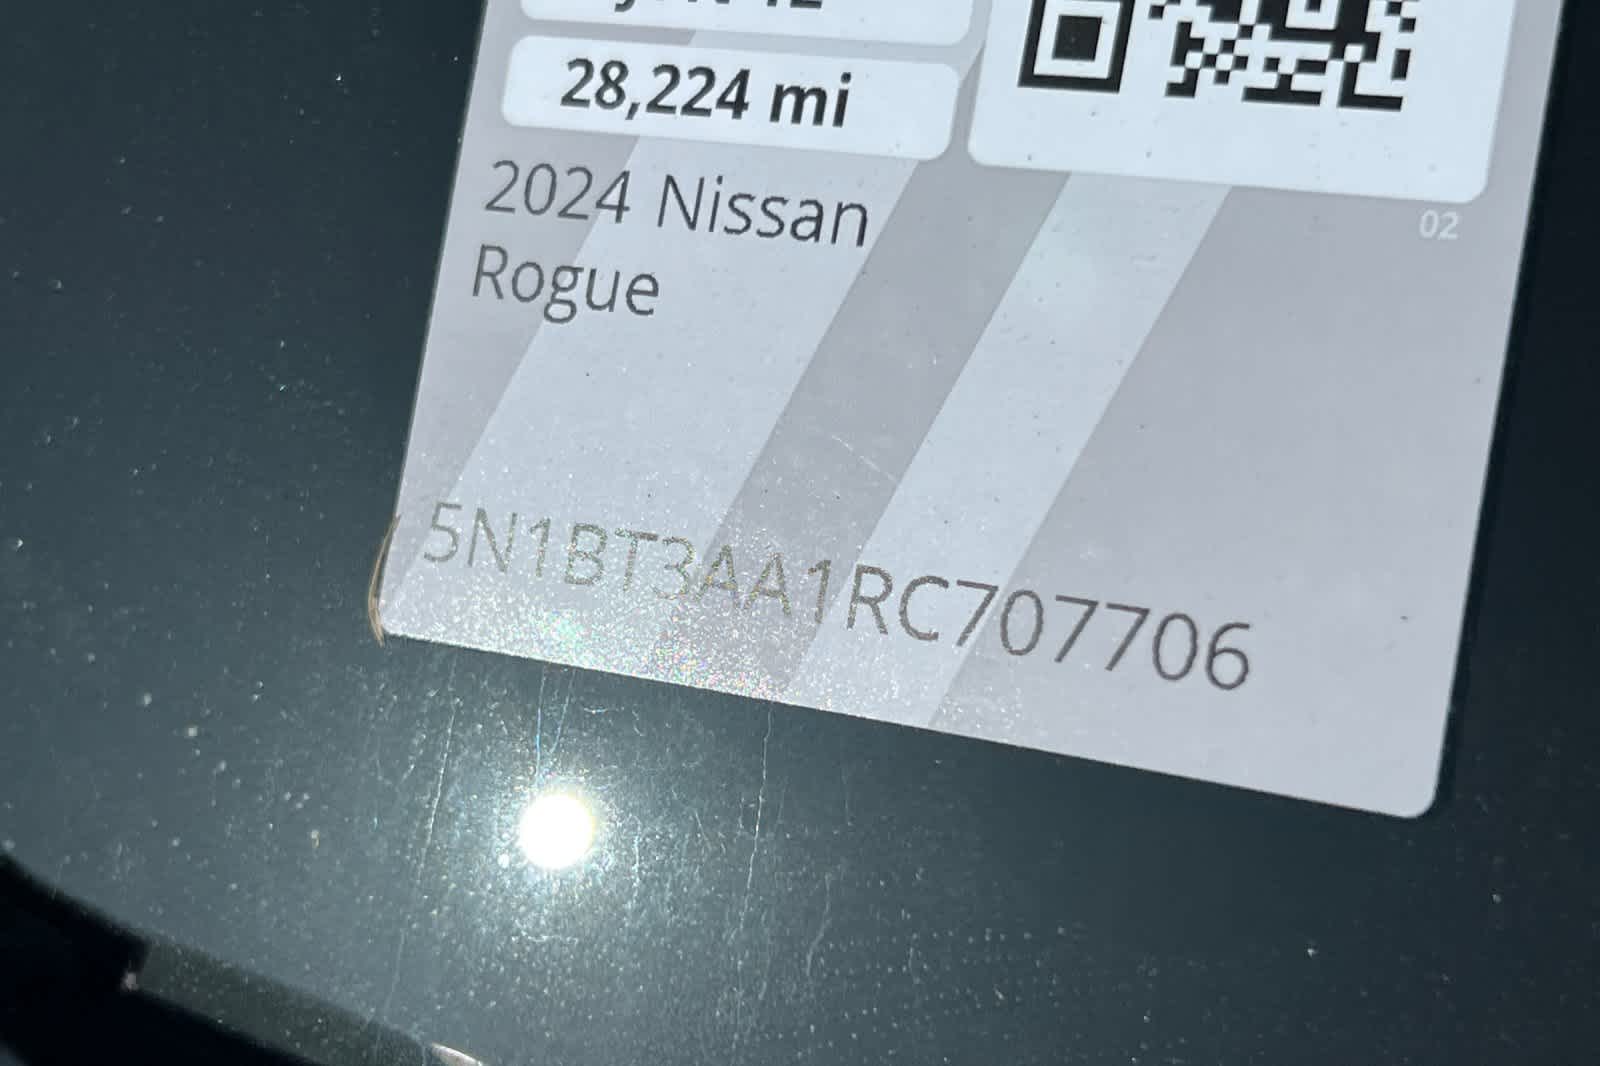 28,224 mi
2024 Nissan
Rogue
02
5N1BT3AA1RC707706